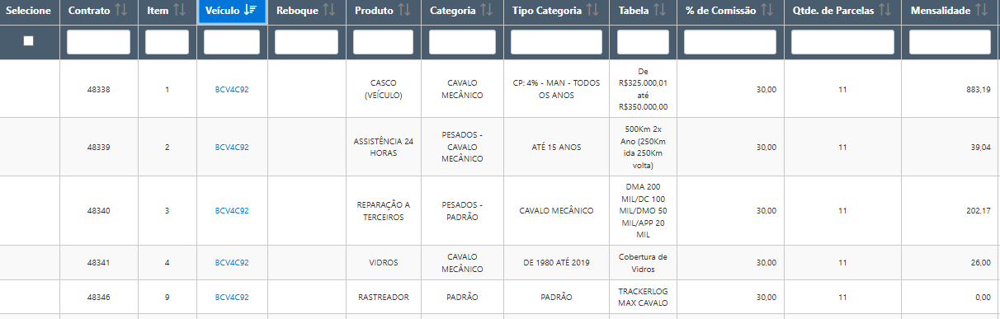 Selecione Contrato Item Veículo Reboque Produto Categoria Tipo Categoria Tabela % de Comissão Qtde. de Parcelas Mensalidade
48338 1 BCV4C92 CASCO (VEÍCULO) CAVALO MECÂNICO CP: 4% - MAN - TODOS OS ANOS De R$325.000,01 até R$350.000,00 30,00 11 883,19
48339 2 BCV4C92 ASSISTÊNCIA 24 HORAS PESADOS - CAVALO MECÂNICO ATÉ 15 ANOS 500Km 2x Ano (250Km ida 250Km volta) 30,00 11 39,04
48340 3 BCV4C92 REPARAÇÃO A TERCEIROS PESADOS - PADRÃO CAVALO MECÂNICO DMA 200 MIL/DC 100 MIL/DMO 50 MIL/APP 20 MIL 30,00 11 202,17
48341 4 BCV4C92 VIDROS CAVALO MECÂNICO DE 1980 ATÉ 2019 Cobertura de Vidros 30,00 11 26,00
48346 9 BCV4C92 RASTREADOR PADRÃO PADRÃO TRACKERLOG MAX CAVALO 30,00 11 0,00